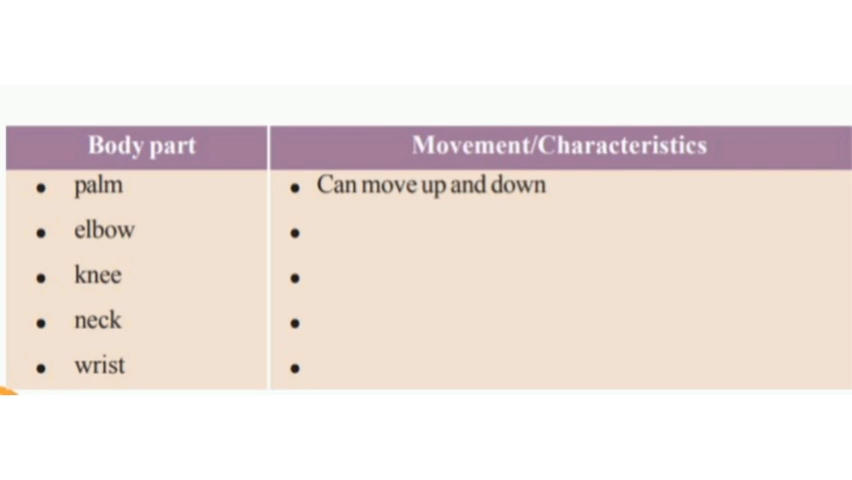 Body part Movement/Characteristics
• palm • Can move up and down
• elbow •
• knee •
• neck •
• wrist •